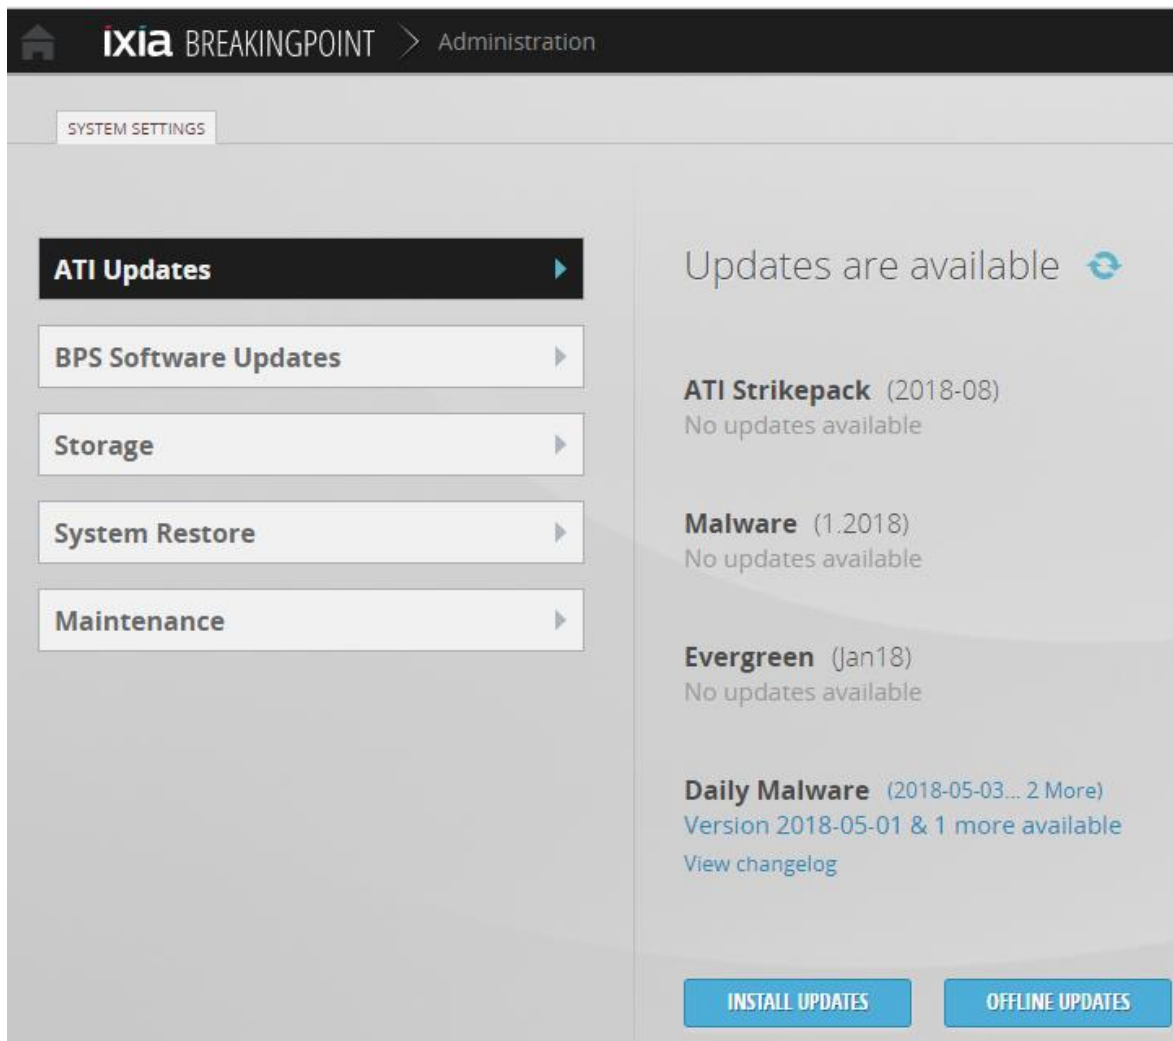 ixia BREAKINGPOINT > Administration
SYSTEM SETTINGS
ATI Updates
BPS Software Updates
Storage
System Restore
Maintenance
Updates are available
ATI Strikepack (2018-08)
No updates available
Malware (1.2018)
No updates available
Evergreen (Jan18)
No updates available
Daily Malware (2018-05-03... 2 More)
Version 2018-05-01 & 1 more available
View changelog
INSTALL UPDATES OFFLINE UPDATES